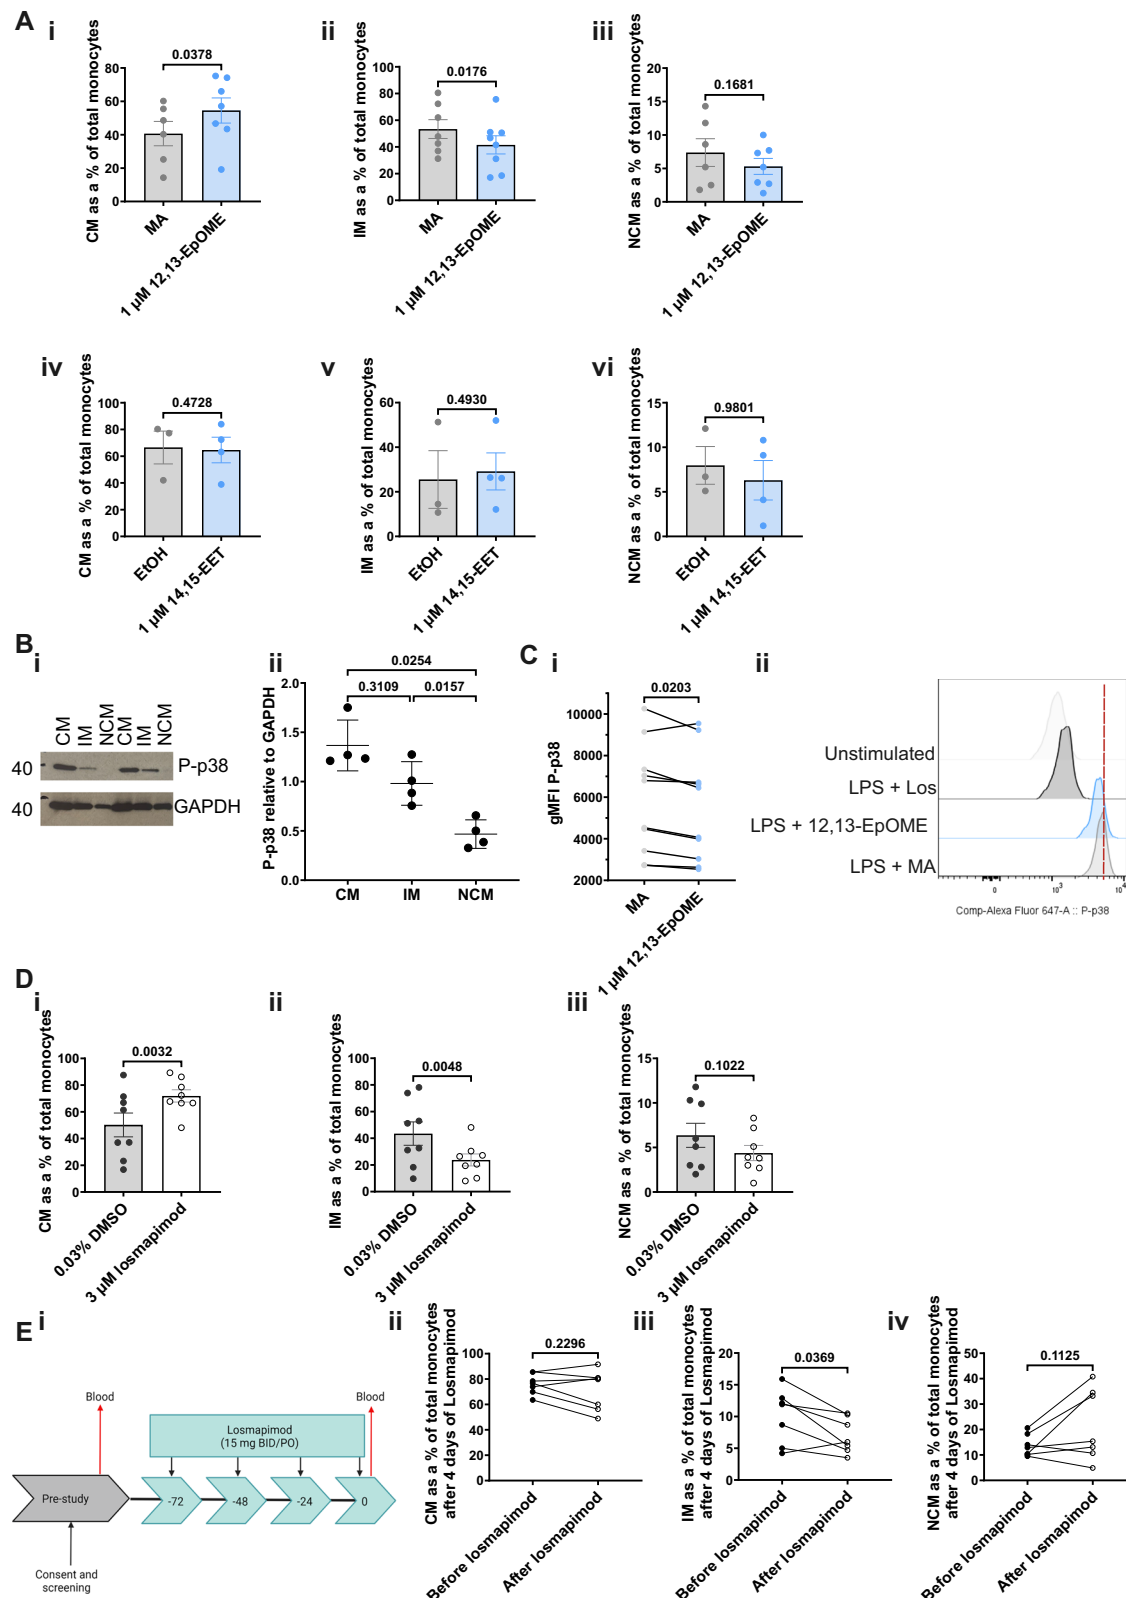 A
i
CM as a % of total monocytes
80
60
40
20
0
0.0378
MA
1 µM 12,13-EpOME
ii
IM as a % of total monocytes
100
80
60
40
20
0
0.0176
MA
1 µM 12,13-EpOME
iii
NCM as a % of total monocytes
20
15
10
5
0
0.1681
MA
1 µM 12,13-EpOME
iv
CM as a % of total monocytes
100
80
60
40
20
0
0.4728
EtOH
1 µM 14,15-EET
v
IM as a % of total monocytes
60
40
20
0
0.4930
EtOH
1 µM 14,15-EET
vi
NCM as a % of total monocytes
15
10
5
0
0.9801
EtOH
1 µM 14,15-EET
B
i
CM
IM
NCM
CM
IM
NCM
40
P-p38
40
GAPDH
ii
P-p38 relative to GAPDH
2.0
1.5
1.0
0.5
0.0
0.0254
0.3109
0.0157
CM
IM
NCM
C
i
gMFI P-p38
10000
8000
6000
4000
2000
0.0203
MA
1 µM 12,13-EpOME
ii
Unstimulated
LPS + Los
LPS + 12,13-EpOME
LPS + MA
0
10³
10⁴
Comp-Alexa Fluor 647-A :: P-p38
D
i
CM as a % of total monocytes
100
80
60
40
20
0
0.0032
0.03% DMSO
3 µM losmapimod
ii
IM as a % of total monocytes
100
80
60
40
20
0
0.0048
0.03% DMSO
3 µM losmapimod
iii
NCM as a % of total monocytes
15
10
5
0
0.1022
0.03% DMSO
3 µM losmapimod
E
i
Blood
Blood
Losmapimod
(15 mg BID/PO)
Pre-study
-72
-48
-24
0
Consent and
screening
ii
CM as a % of total monocytes
after 4 days of Losmapimod
100
80
60
40
20
0
0.2296
Before losmapimod
After losmapimod
iii
IM as a % of total monocytes
after 4 days of Losmapimod
20
15
10
5
0
0.0369
Before losmapimod
After losmapimod
iv
NCM as a % of total monocytes
after 4 days of Losmapimod
50
40
30
20
10
0
0.1125
Before losmapimod
After losmapimod